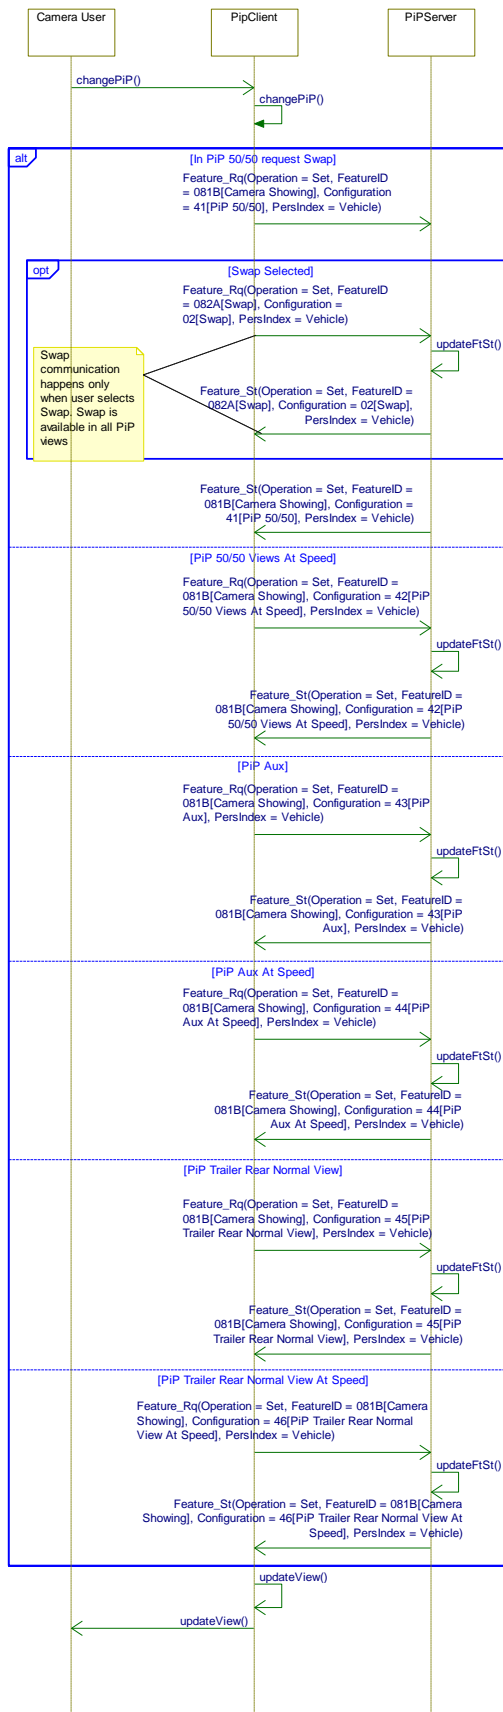 Camera User
PipClient
PiPServer
changePiP()
changePiP()
alt
[In PiP 50/50 request Swap]
Feature_Rq(Operation = Set, FeatureID
= 081B[Camera Showing], Configuration
= 41[PiP 50/50], PersIndex = Vehicle)
opt
[Swap Selected]
Feature_Rq(Operation = Set, FeatureID
= 082A[Swap], Configuration =
02[Swap], PersIndex = Vehicle)
updateFtSt()
Swap
communication
happens only
when user selects
Swap. Swap is
available in all PiP
views
Feature_St(Operation = Set, FeatureID =
082A[Swap], Configuration = 02[Swap],
PersIndex = Vehicle)
Feature_St(Operation = Set, FeatureID =
081B[Camera Showing], Configuration =
41[PiP 50/50], PersIndex = Vehicle)
[PiP 50/50 Views At Speed]
Feature_Rq(Operation = Set, FeatureID =
081B[Camera Showing], Configuration = 42[PiP
50/50 Views At Speed], PersIndex = Vehicle)
updateFtSt()
Feature_St(Operation = Set, FeatureID =
081B[Camera Showing], Configuration = 42[PiP
50/50 Views At Speed], PersIndex = Vehicle)
[PiP Aux]
Feature_Rq(Operation = Set, FeatureID =
081B[Camera Showing], Configuration = 43[PiP
Aux], PersIndex = Vehicle)
updateFtSt()
Feature_St(Operation = Set, FeatureID =
081B[Camera Showing], Configuration = 43[PiP
Aux], PersIndex = Vehicle)
[PiP Aux At Speed]
Feature_Rq(Operation = Set, FeatureID =
081B[Camera Showing], Configuration = 44[PiP
Aux At Speed], PersIndex = Vehicle)
updateFtSt()
Feature_St(Operation = Set, FeatureID =
081B[Camera Showing], Configuration = 44[PiP
Aux At Speed], PersIndex = Vehicle)
[PiP Trailer Rear Normal View]
Feature_Rq(Operation = Set, FeatureID =
081B[Camera Showing], Configuration = 45[PiP
Trailer Rear Normal View], PersIndex = Vehicle)
updateFtSt()
Feature_St(Operation = Set, FeatureID =
081B[Camera Showing], Configuration = 45[PiP
Trailer Rear Normal View], PersIndex = Vehicle)
[PiP Trailer Rear Normal View At Speed]
Feature_Rq(Operation = Set, FeatureID = 081B[Camera
Showing], Configuration = 46[PiP Trailer Rear Normal
View At Speed], PersIndex = Vehicle)
updateFtSt()
Feature_St(Operation = Set, FeatureID = 081B[Camera
Showing], Configuration = 46[PiP Trailer Rear Normal View At
Speed], PersIndex = Vehicle)
updateView()
updateView()